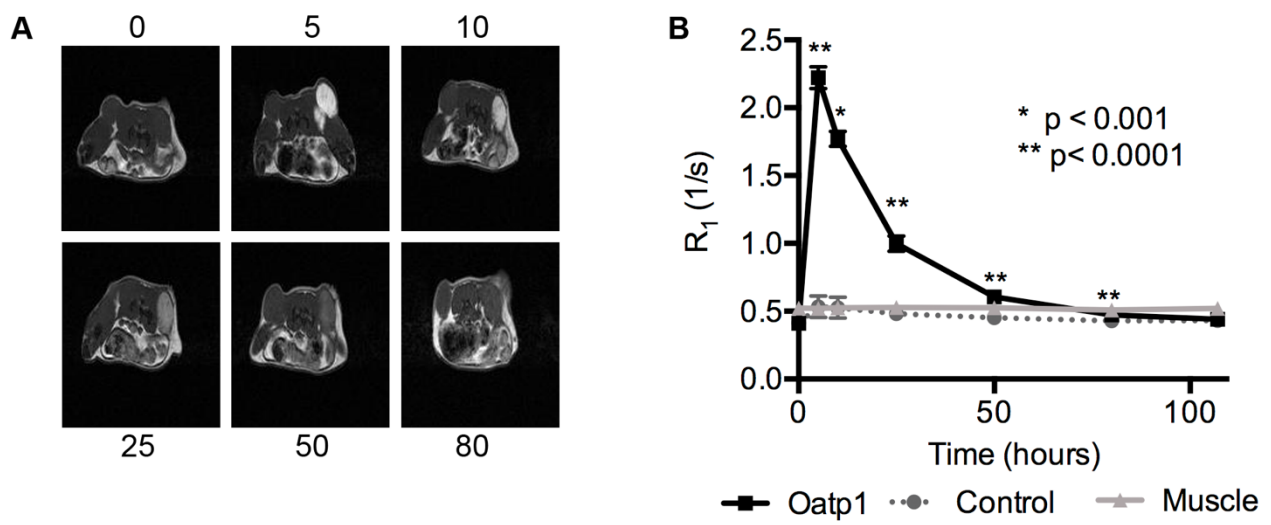 A
0 5 10
25 50 80
B
2.5
2.0
1.5
1.0
0.5
0.0
R1 (1/s)
**
*
**
**
**
* p < 0.001
** p< 0.0001
0 50 100
Time (hours)
Oatp1 Control Muscle